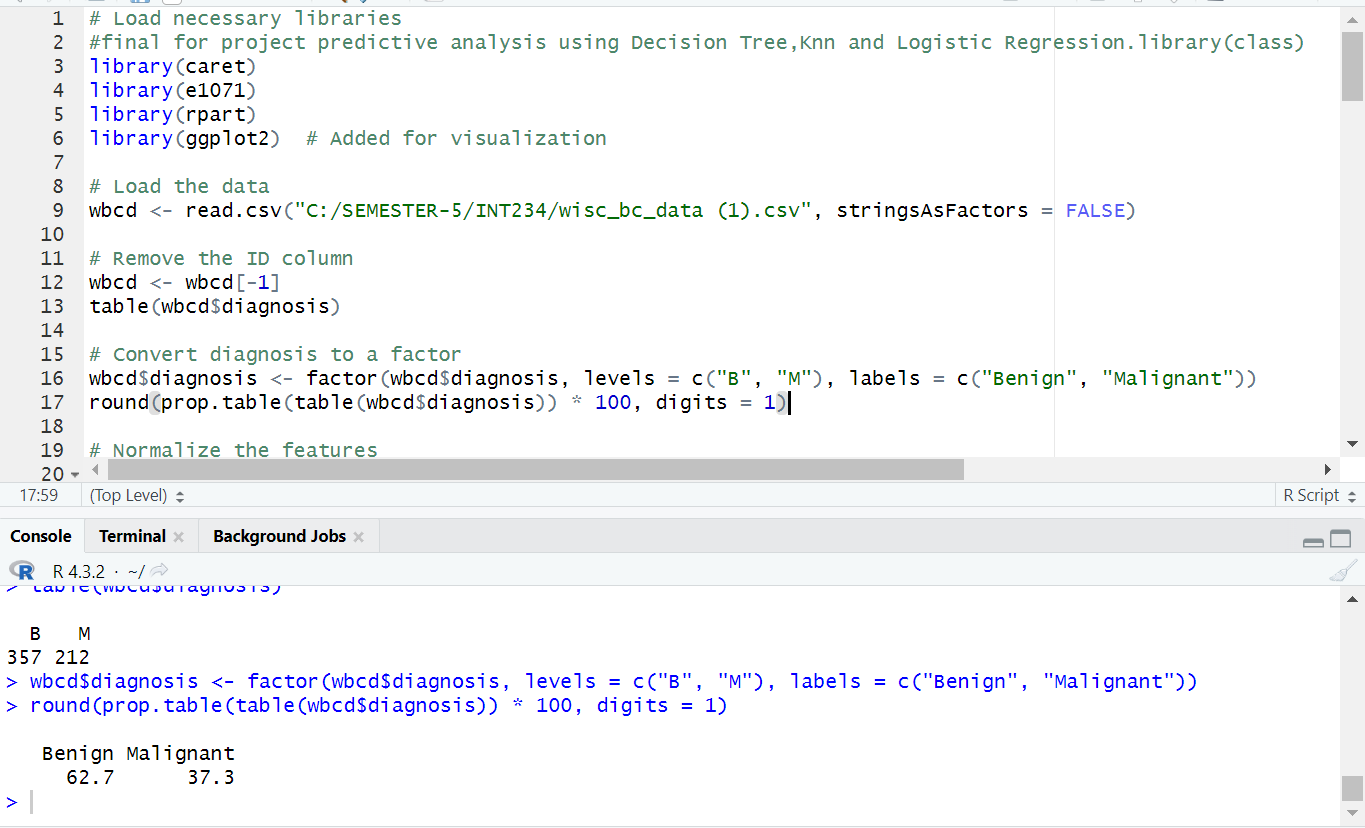 1 # Load necessary libraries
2 #final for project predictive analysis using Decision Tree,Knn and Logistic Regression.library(class)
3 library(caret)
4 library(e1071)
5 library(rpart)
6 library(ggplot2)  # Added for visualization
7
8 # Load the data
9 wbcd <- read.csv("C:/SEMESTER-5/INT234/wisc_bc_data (1).csv", stringsAsFactors = FALSE)
10
11 # Remove the ID column
12 wbcd <- wbcd[-1]
13 table(wbcd$diagnosis)
14
15 # Convert diagnosis to a factor
16 wbcd$diagnosis <- factor(wbcd$diagnosis, levels = c("B", "M"), labels = c("Benign", "Malignant"))
17 round(prop.table(table(wbcd$diagnosis)) * 100, digits = 1)
18
19 # Normalize the features
20
17:59 (Top Level) R Script
Console Terminal Background Jobs
R R 4.3.2 · ~/
> table(wbcd$diagnosis)
B M
357 212
> wbcd$diagnosis <- factor(wbcd$diagnosis, levels = c("B", "M"), labels = c("Benign", "Malignant"))
> round(prop.table(table(wbcd$diagnosis)) * 100, digits = 1)
Benign Malignant
62.7 37.3
>